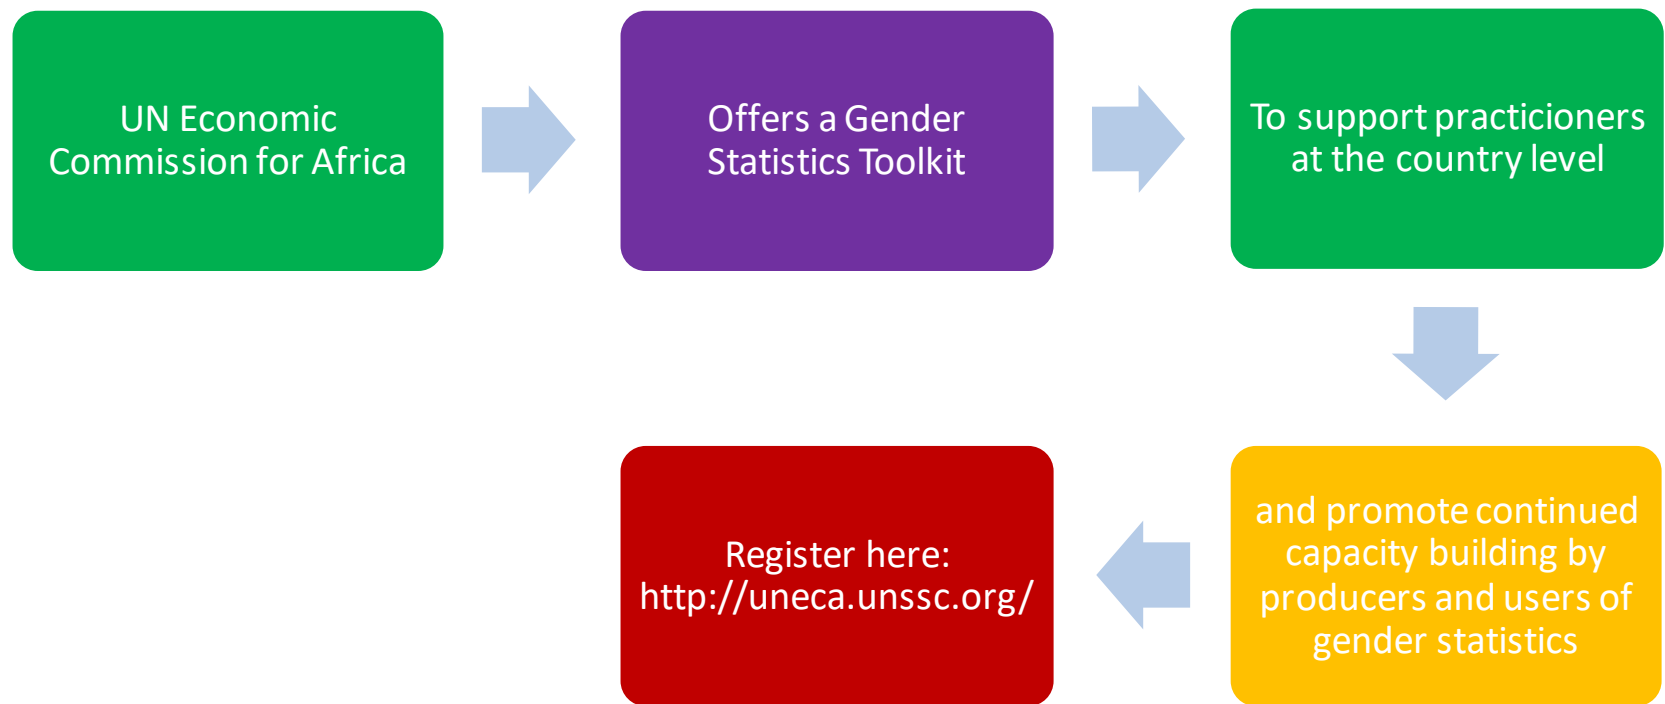 UN Economic
Commission for Africa
Offers a Gender
Statistics Toolkit
To support practicioners
at the country level
and promote continued
capacity building by
producers and users of
gender statistics
Register here:
http://uneca.unssc.org/